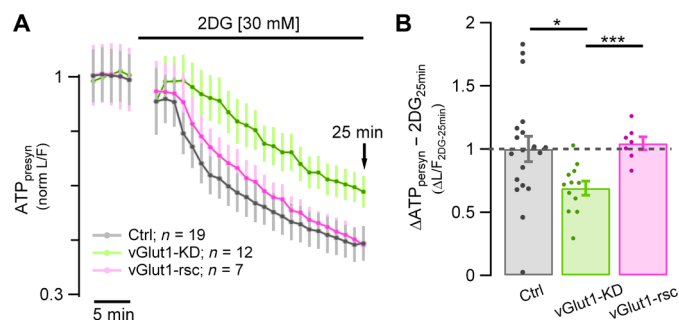 A
2DG [30 mM]
ATPpresyn
(norm L/F)
1
0.3
25 min
Ctrl; n = 19
vGlut1-KD; n = 12
vGlut1-rsc; n = 7
5 min
B
ΔATPpersyn – 2DG25min
(ΔL/F2DG-25min)
2
1.5
1
0.5
0
*
***
Ctrl
vGlut1-KD
vGlut1-rsc